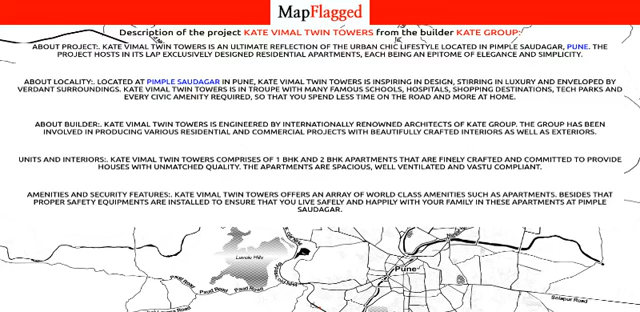 MapFlagged
Description of the project KATE VIMAL TWIN TOWERS from the builder KATE GROUP:
ABOUT PROJECT:. KATE VIMAL TWIN TOWERS IS AN ULTIMATE REFLECTION OF THE URBAN CHIC LIFESTYLE LOCATED IN PIMPLE SAUDAGAR, PUNE. THE
PROJECT HOSTS IN ITS LAP EXCLUSIVELY DESIGNED RESIDENTIAL APARTMENTS, EACH BEING AN EPITOME OF ELEGANCE AND SIMPLICITY.
ABOUT LOCALITY:. LOCATED AT PIMPLE SAUDAGAR IN PUNE, KATE VIMAL TWIN TOWERS IS INSPIRING IN DESIGN, STIRRING IN LUXURY AND ENVELOPED BY
VERDANT SURROUNDINGS. KATE VIMAL TWIN TOWERS IS IN TROUPE WITH MANY FAMOUS SCHOOLS, HOSPITALS, SHOPPING DESTINATIONS, TECH PARKS AND
EVERY CIVIC AMENITY REQUIRED, SO THAT YOU SPEND LESS TIME ON THE ROAD AND MORE AT HOME.
ABOUT BUILDER:. KATE VIMAL TWIN TOWERS IS ENGINEERED BY INTERNATIONALLY RENOWNED ARCHITECTS OF KATE GROUP. THE GROUP HAS BEEN
INVOLVED IN PRODUCING VARIOUS RESIDENTIAL AND COMMERCIAL PROJECTS WITH BEAUTIFULLY CRAFTED INTERIORS AS WELL AS EXTERIORS.
UNITS AND INTERIORS:. KATE VIMAL TWIN TOWERS COMPRISES OF 1 BHK AND 2 BHK APARTMENTS THAT ARE FINELY CRAFTED AND COMMITTED TO PROVIDE
HOUSES WITH UNMATCHED QUALITY. THE APARTMENTS ARE SPACIOUS, WELL VENTILATED AND VASTU COMPLIANT.
AMENITIES AND SECURITY FEATURES:. KATE VIMAL TWIN TOWERS OFFERS AN ARRAY OF WORLD CLASS AMENITIES SUCH AS APARTMENTS. BESIDES THAT
PROPER SAFETY EQUIPMENTS ARE INSTALLED TO ENSURE THAT YOU LIVE SAFELY AND HAPPILY WITH YOUR FAMILY IN THESE APARTMENTS AT PIMPLE
SAUDAGAR.
Lundu Hills
Pune
Paud Road
Paud Road
Paud Road
Solapur Road